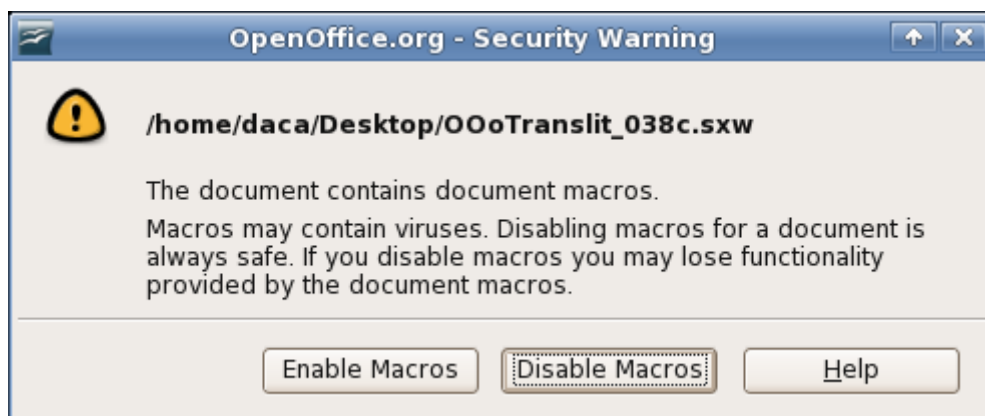 OpenOffice.org - Security Warning
/home/daca/Desktop/OOoTranslit_038c.sxw
The document contains document macros.
Macros may contain viruses. Disabling macros for a document is
always safe. If you disable macros you may lose functionality
provided by the document macros.
Enable Macros Disable Macros Help